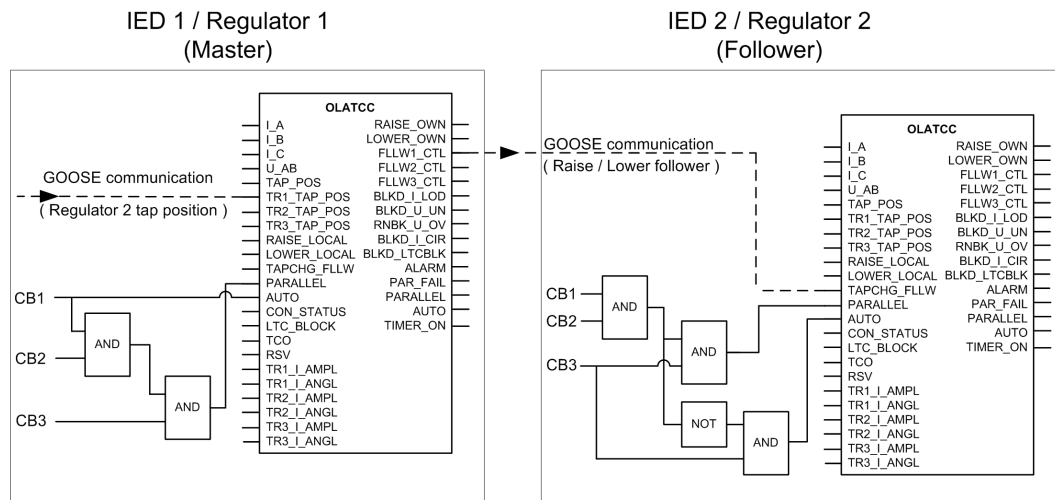 IED 1 / Regulator 1
(Master)
OLATCC
I_A
I_B
I_C
U_AB
TAP_POS
TR1_TAP_POS
TR2_TAP_POS
TR3_TAP_POS
RAISE_LOCAL
LOWER_LOCAL
TAPCHG_FLLW
PARALLEL
AUTO
CON_STATUS
LTC_BLOCK
TCO
RSV
TR1_I_AMPL
TR1_I_ANGL
TR2_I_AMPL
TR2_I_ANGL
TR3_I_AMPL
TR3_I_ANGL
RAISE_OWN
LOWER_OWN
FLLW1_CTL
FLLW2_CTL
FLLW3_CTL
BLKD_I_LOD
BLKD_U_UN
RNBK_U_OV
BLKD_I_CIR
BLKD_LTCBLK
ALARM
PAR_FAIL
PARALLEL
AUTO
TIMER_ON
GOOSE communication
( Regulator 2 tap position )
CB1
CB2
CB3
AND
AND
IED 2 / Regulator 2
(Follower)
GOOSE communication
( Raise / Lower follower )
OLATCC
I_A
I_B
I_C
U_AB
TAP_POS
TR1_TAP_POS
TR2_TAP_POS
TR3_TAP_POS
RAISE_LOCAL
LOWER_LOCAL
TAPCHG_FLLW
PARALLEL
AUTO
CON_STATUS
LTC_BLOCK
TCO
RSV
TR1_I_AMPL
TR1_I_ANGL
TR2_I_AMPL
TR2_I_ANGL
TR3_I_AMPL
TR3_I_ANGL
RAISE_OWN
LOWER_OWN
FLLW1_CTL
FLLW2_CTL
FLLW3_CTL
BLKD_I_LOD
BLKD_U_UN
RNBK_U_OV
BLKD_I_CIR
BLKD_LTCBLK
ALARM
PAR_FAIL
PARALLEL
AUTO
TIMER_ON
CB1
CB2
CB3
AND
AND
NOT
AND